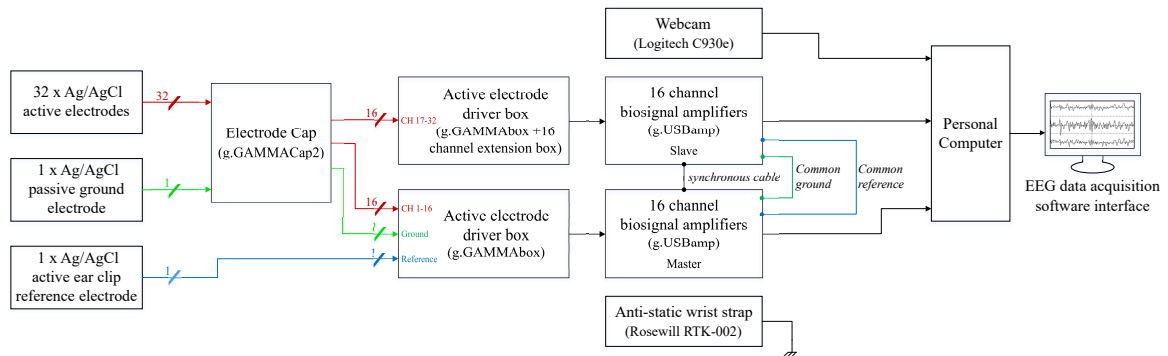 Webcam
(Logitech C930e)
32 x Ag/AgCl
active electrodes
32
1 x Ag/AgCl
passive ground
electrode
1
1 x Ag/AgCl
active ear clip
reference electrode
1
Electrode Cap
(g.GAMMACap2)
16
CH 17-32
Active electrode
driver box
(g.GAMMAbox +16
channel extension box)
16
CH 1-16
Ground
1
Reference
Active electrode
driver box
(g.GAMMAbox)
16 channel
biosignal amplifiers
(g.USBamp)
Slave
synchronous cable
Common
ground
Common
reference
16 channel
biosignal amplifiers
(g.USBamp)
Master
Anti-static wrist strap
(Rosewill RTK-002)
Personal
Computer
EEG data acquisition
software interface